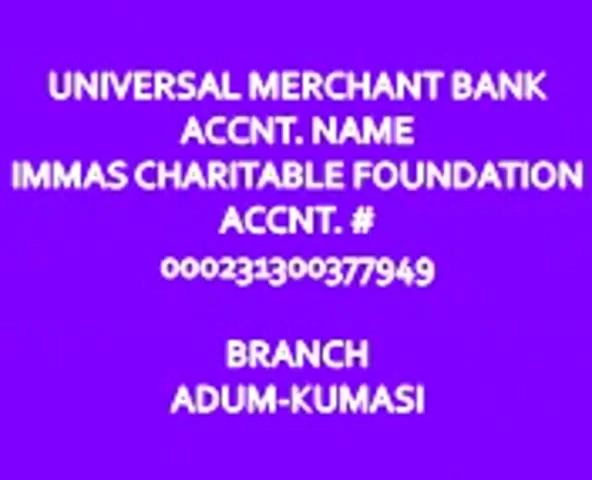 UNIVERSAL MERCHANT BANK
ACCNT. NAME
IMMAS CHARITABLE FOUNDATION
ACCNT. #
000231300377949
BRANCH
ADUM-KUMASI